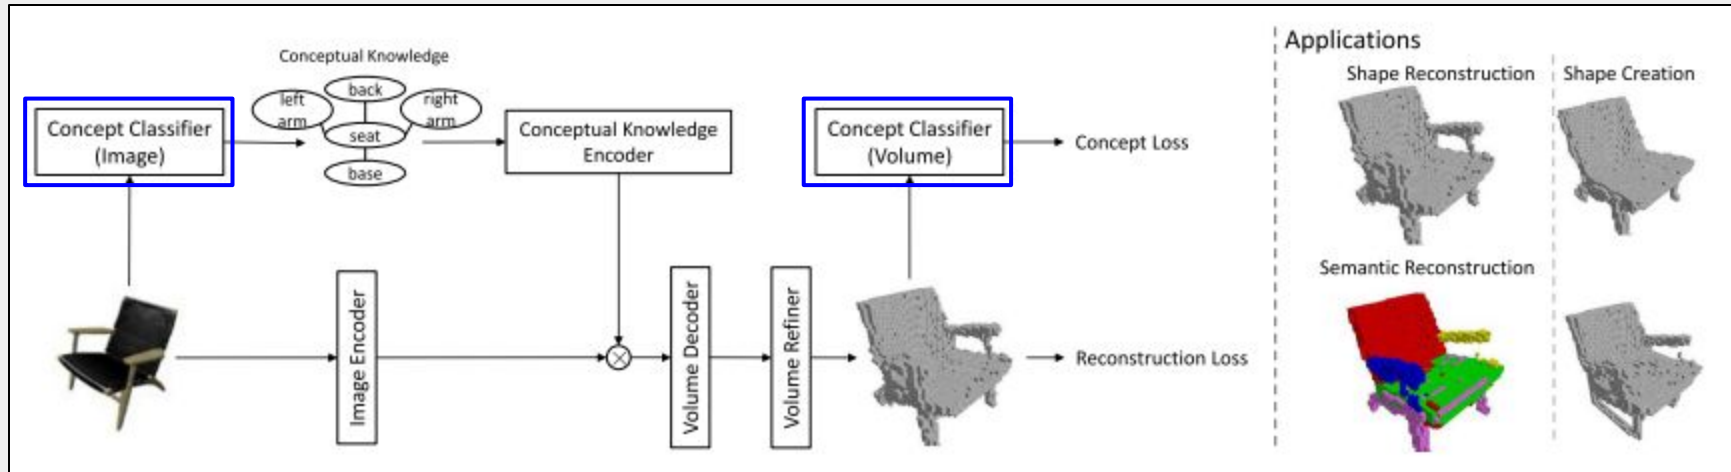 Conceptual Knowledge
back
left
arm
right
arm
seat
base
Concept Classifier
(Image)
Conceptual Knowledge
Encoder
Concept Classifier
(Volume)
Concept Loss
Image Encoder
Volume Decoder
Volume Refiner
Reconstruction Loss
Applications
Shape Reconstruction
Shape Creation
Semantic Reconstruction